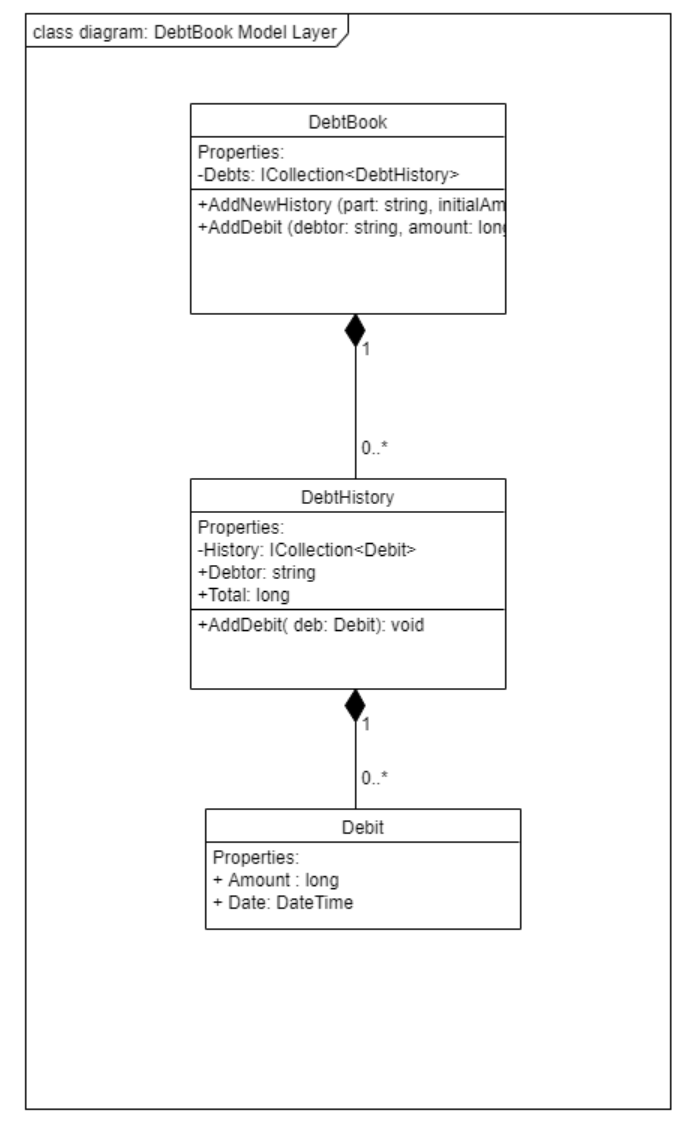 class diagram: DebtBook Model Layer
DebtBook
Properties:
-Debts: ICollection<DebtHistory>
+AddNewHistory (part: string, initialAm
+AddDebit (debtor: string, amount: long
1
0..*
DebtHistory
Properties:
-History: ICollection<Debit>
+Debtor: string
+Total: long
+AddDebit( deb: Debit): void
1
0..*
Debit
Properties:
+ Amount : long
+ Date: DateTime